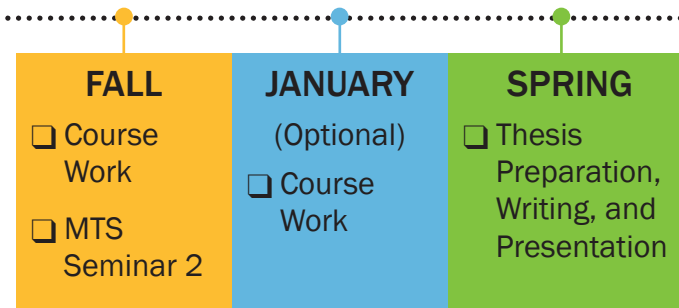 FALL
❏ Course
Work
❏ MTS
Seminar 2
JANUARY
(Optional)
❏ Course
Work
SPRING
❏ Thesis
Preparation,
Writing, and
Presentation